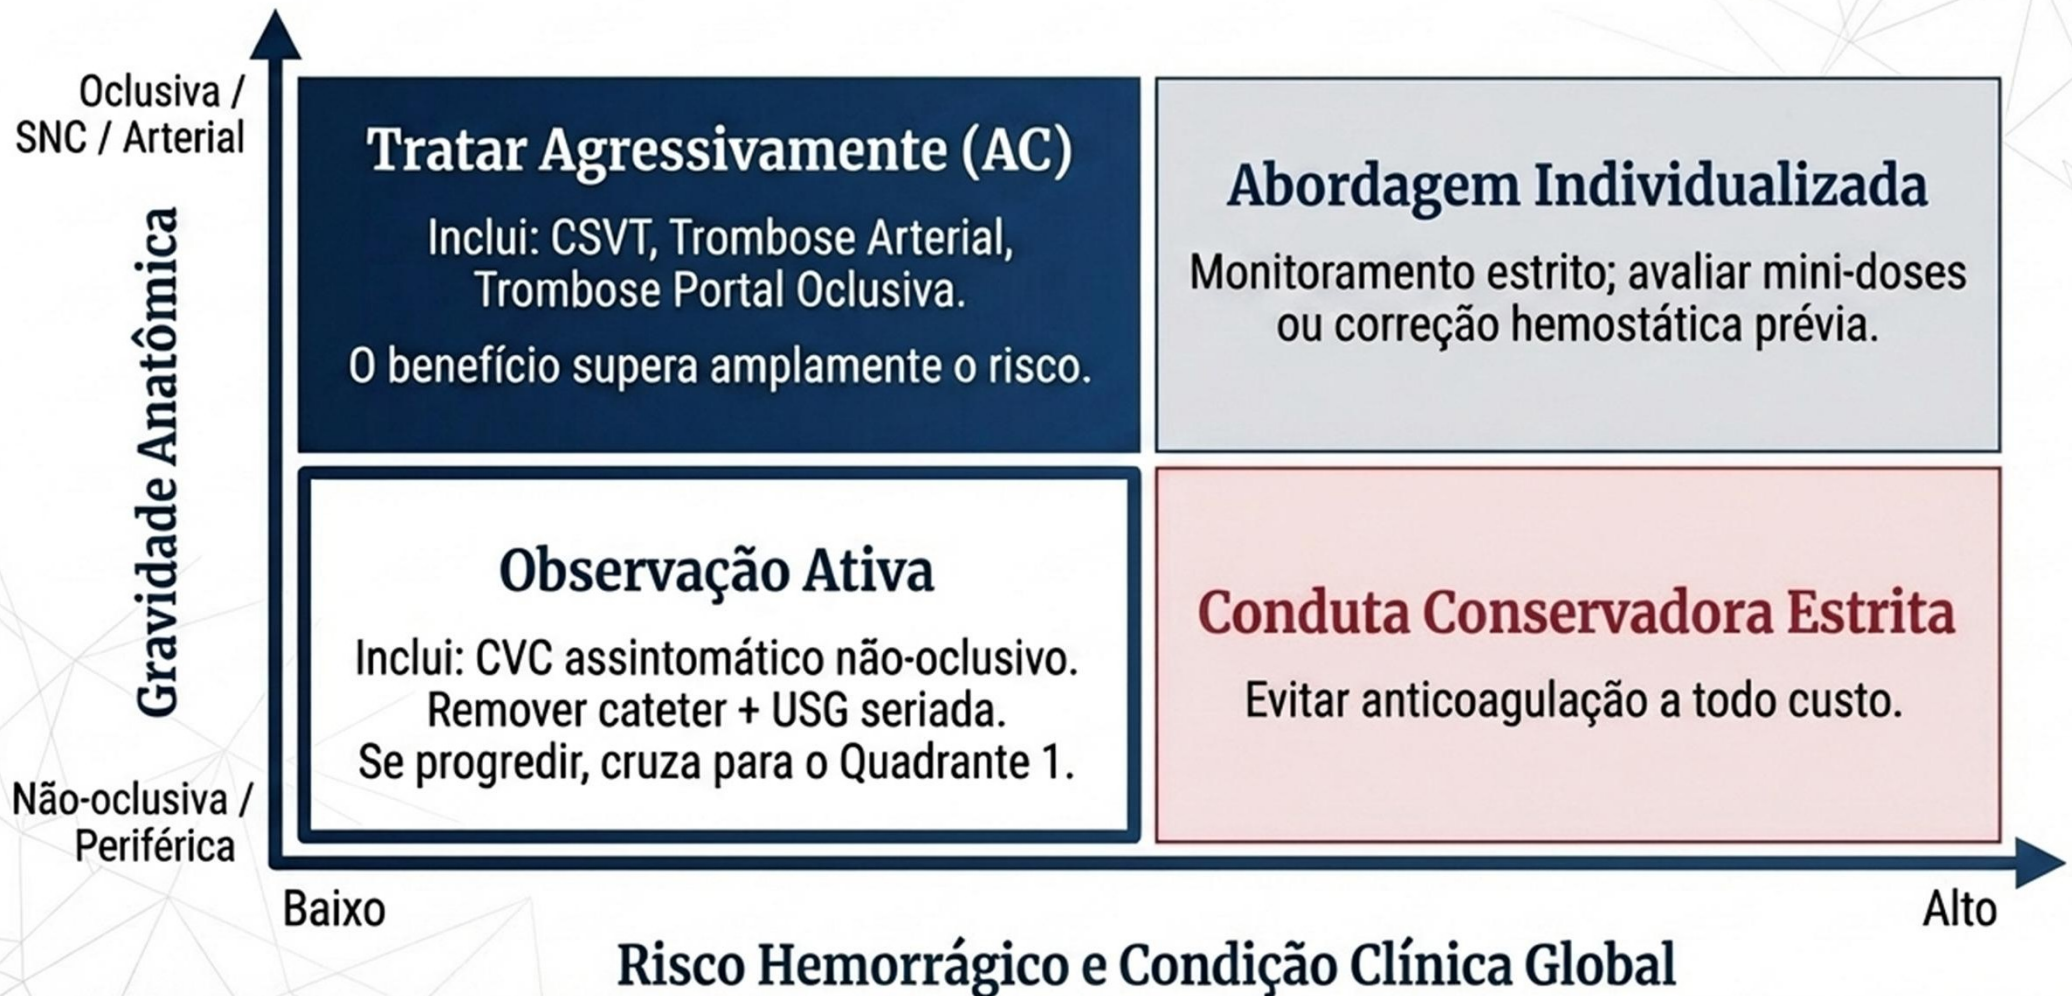 Oclusiva /
SNC / Arterial
Gravidade Anatômica
Não-oclusiva /
Periférica
Tratar Agressivamente (AC)
Inclui: CSVT, Trombose Arterial,
Trombose Portal Oclusiva.
O benefício supera amplamente o risco.
Abordagem Individualizada
Monitoramento estrito; avaliar mini-doses
ou correção hemostática prévia.
Observação Ativa
Inclui: CVC assintomático não-oclusivo.
Remover cateter + USG seriada.
Se progredir, cruza para o Quadrante 1.
Conduta Conservadora Estrita
Evitar anticoagulação a todo custo.
Baixo
Alto
Risco Hemorrágico e Condição Clínica Global